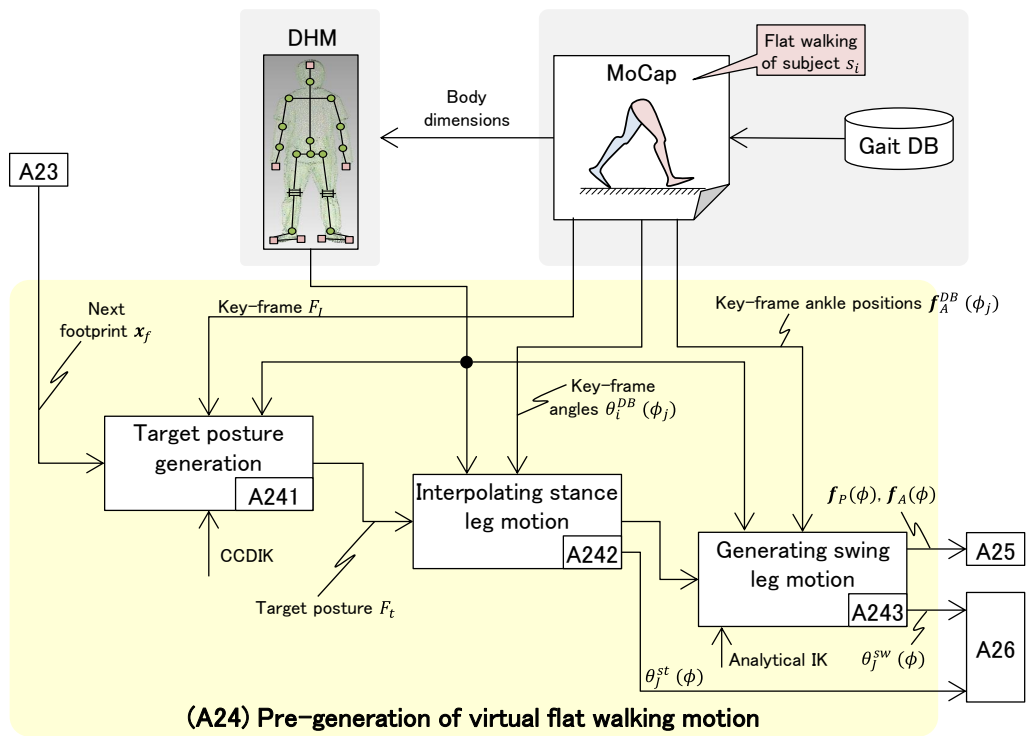 DHM
MoCap
Flat walking
of subject s_i
Body
dimensions
Gait DB
A23
Next
footprint x_f
Key-frame F_I
Key-frame ankle positions f_A^{DB} (ϕ_j)
Key-frame
angles θ_i^{DB} (ϕ_j)
Target posture
generation
A241
Interpolating stance
leg motion
A242
f_P(ϕ), f_A(ϕ)
A25
CCDIK
Generating swing
leg motion
A243
Target posture F_t
A26
Analytical IK
θ_J^{sw} (ϕ)
θ_J^{st} (ϕ)
(A24) Pre-generation of virtual flat walking motion